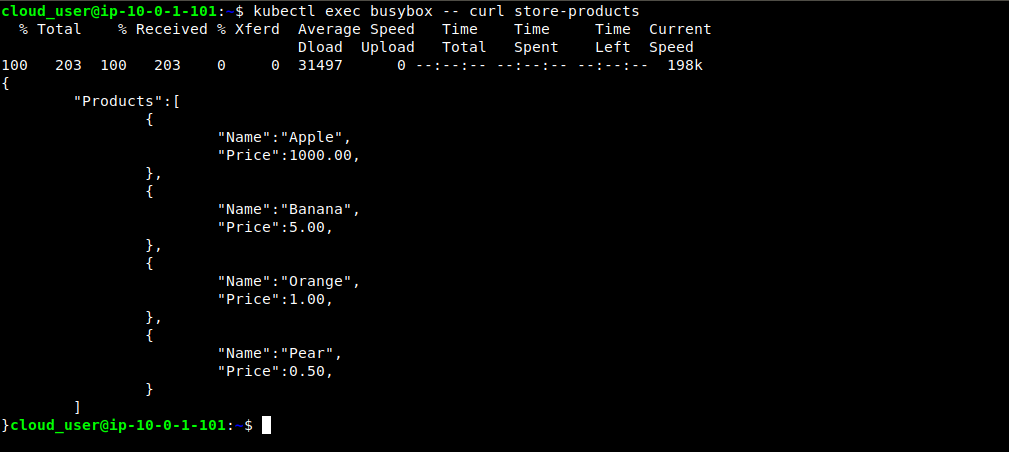 cloud_user@ip-10-0-1-101:~$ kubectl exec busybox -- curl store-products
  % Total    % Received % Xferd  Average Speed   Time    Time     Time  Current
                                 Dload  Upload   Total   Spent    Left  Speed
100   203  100   203    0     0  31497      0 --:--:-- --:--:-- --:--:--  198k
{
        "Products":[
                {
                        "Name":"Apple",
                        "Price":1000.00,
                },
                {
                        "Name":"Banana",
                        "Price":5.00,
                },
                {
                        "Name":"Orange",
                        "Price":1.00,
                },
                {
                        "Name":"Pear",
                        "Price":0.50,
                }
        ]
}cloud_user@ip-10-0-1-101:~$